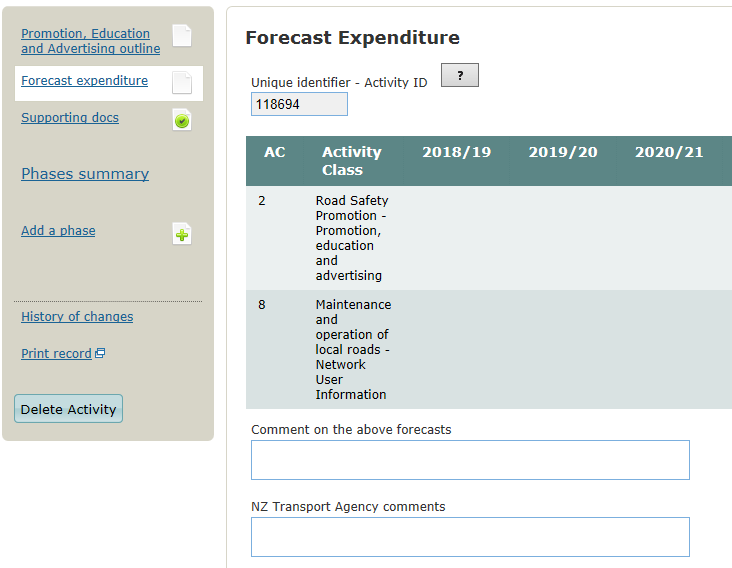 Promotion, Education
and Advertising outline
Forecast expenditure
Supporting docs
Phases summary
Add a phase
History of changes
Print record
Delete Activity
Forecast Expenditure
Unique identifier - Activity ID
?
118694
AC
Activity
Class
2018/19
2019/20
2020/21
2
Road Safety
Promotion -
Promotion,
education
and
advertising
8
Maintenance
and
operation of
local roads -
Network
User
Information
Comment on the above forecasts
NZ Transport Agency comments